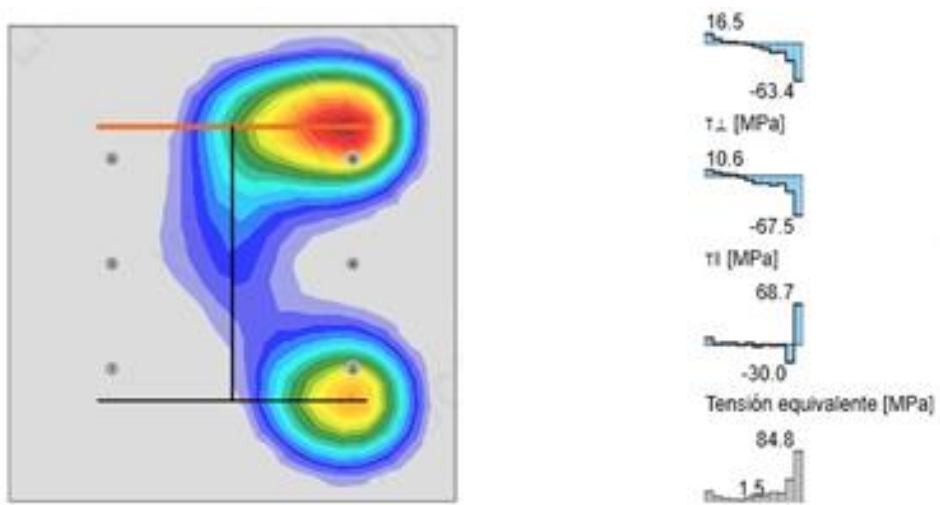 16.5
-63.4
τ⊥ [MPa]
10.6
-67.5
τ|| [MPa]
68.7
-30.0
Tensión equivalente [MPa]
84.8
1.5